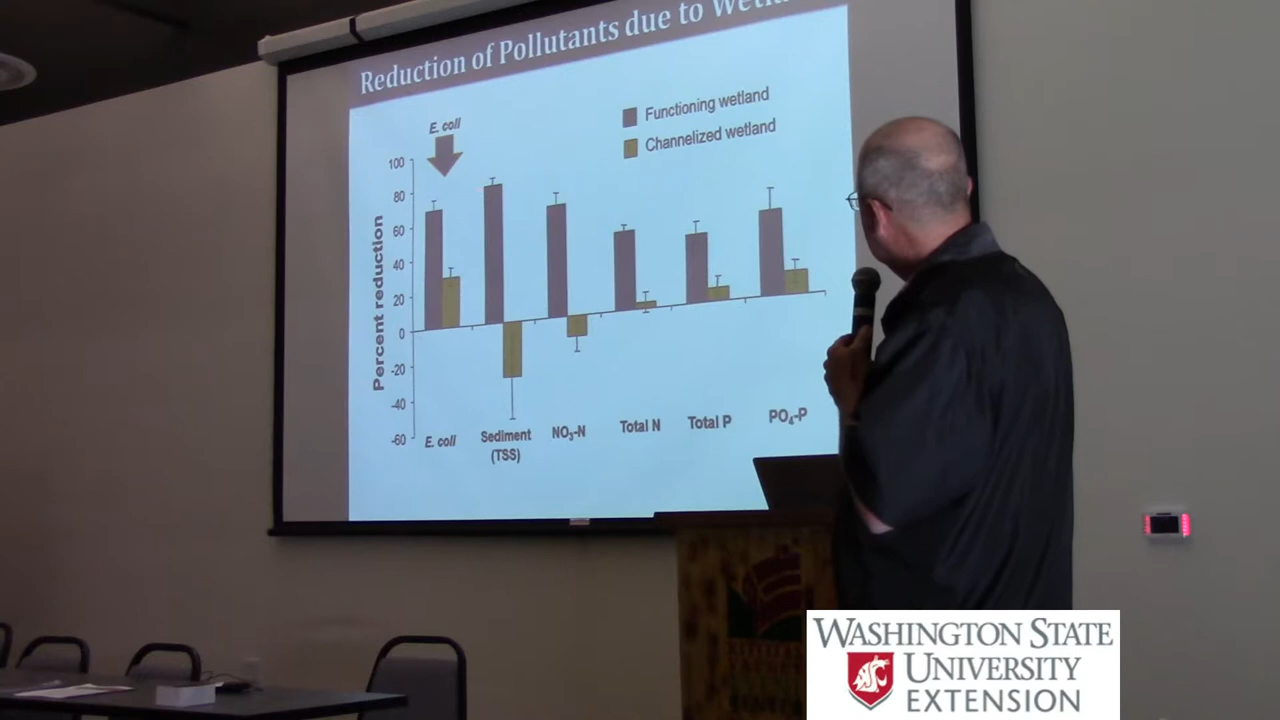 Reduction of Pollutants due to
Functioning wetland
Channelized wetland
E. coli
100
80
60
40
20
0
-20
-40
-60
Percent reduction
E. coli
Sediment
(TSS)
NO₃-N
Total N
Total P
PO₄-P
WASHINGTON STATE
UNIVERSITY
EXTENSION